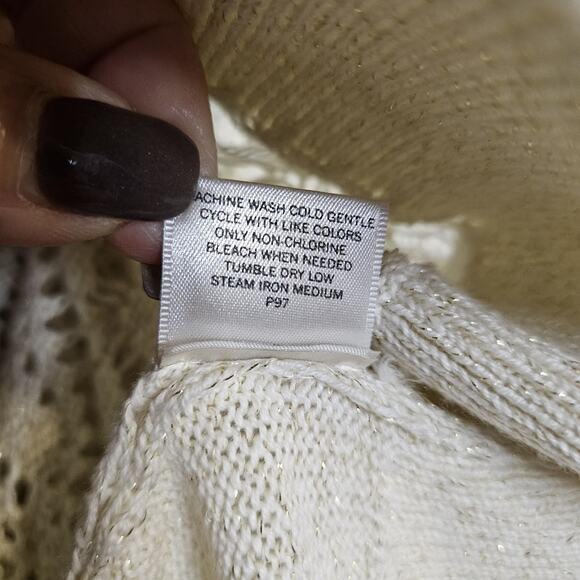 ACHINE WASH COLD GENTLE
CYCLE WITH LIKE COLORS
ONLY NON-CHLORINE
BLEACH WHEN NEEDED
TUMBLE DRY LOW
STEAM IRON MEDIUM
P97